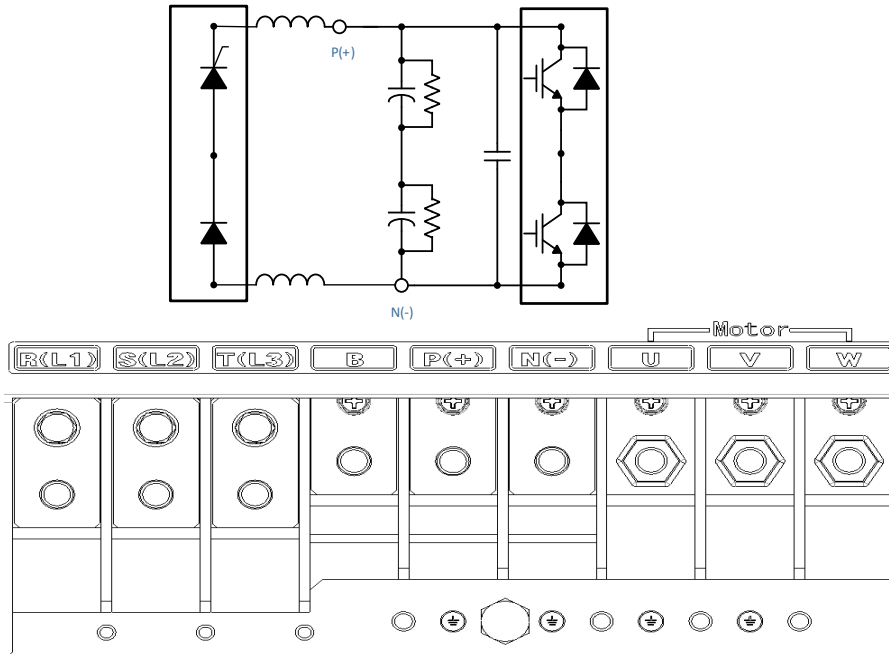 P(+)
N(-)
Motor
R(L1) S(L2) T(L3) B P(+) N(-) U V W